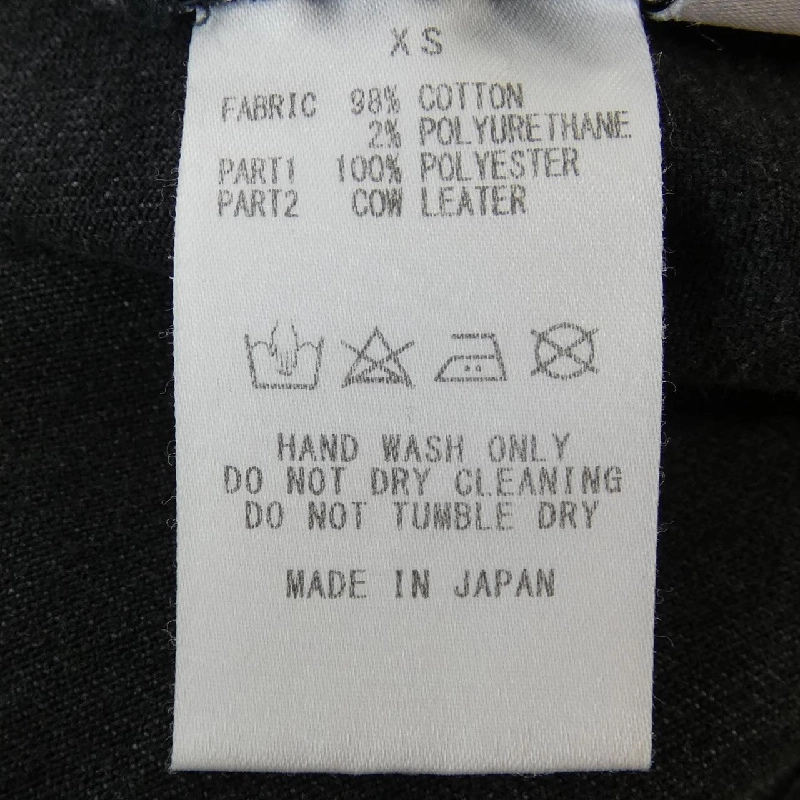 XS
FABRIC 98% COTTON
2% POLYURETHANE
PART1 100% POLYESTER
PART2 COW LEATER
HAND WASH ONLY
DO NOT DRY CLEANING
DO NOT TUMBLE DRY
MADE IN JAPAN